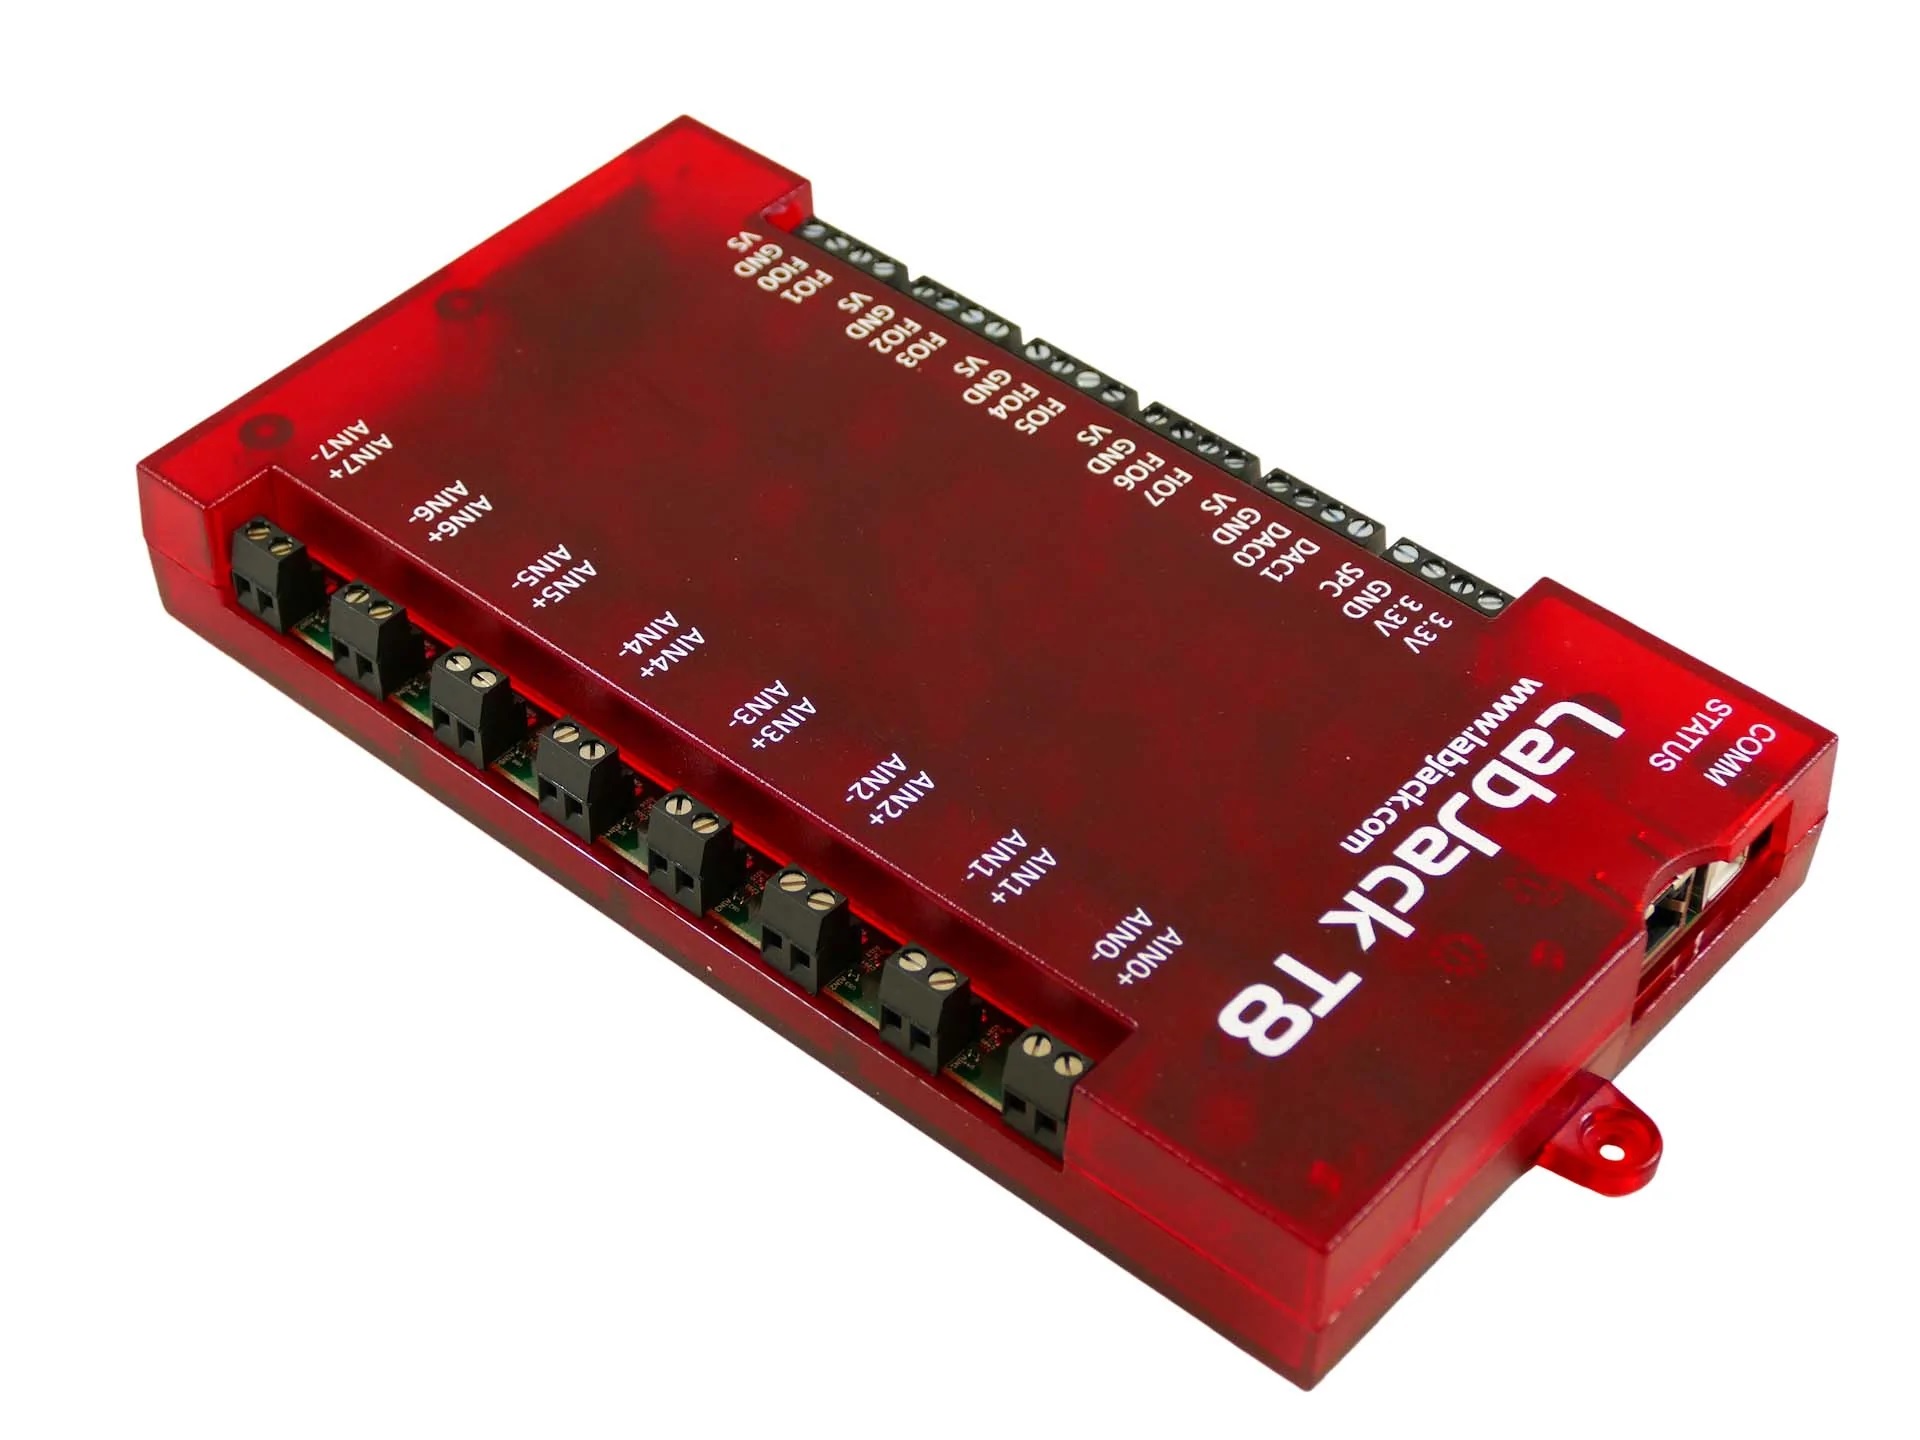 LabJack T8
www.labjack.com
COMM
STATUS
VS
GND
FIO0
FIO1
VS
GND
FIO2
FIO3
VS
GND
FIO4
FIO5
VS
GND
FIO6
FIO7
VS
GND
DAC0
DAC1
SPC
GND
3.3V
3.3V
AIN7+
AIN7-
AIN6+
AIN6-
AIN5+
AIN5-
AIN4+
AIN4-
AIN3+
AIN3-
AIN2+
AIN2-
AIN1+
AIN1-
AIN0+
AIN0-